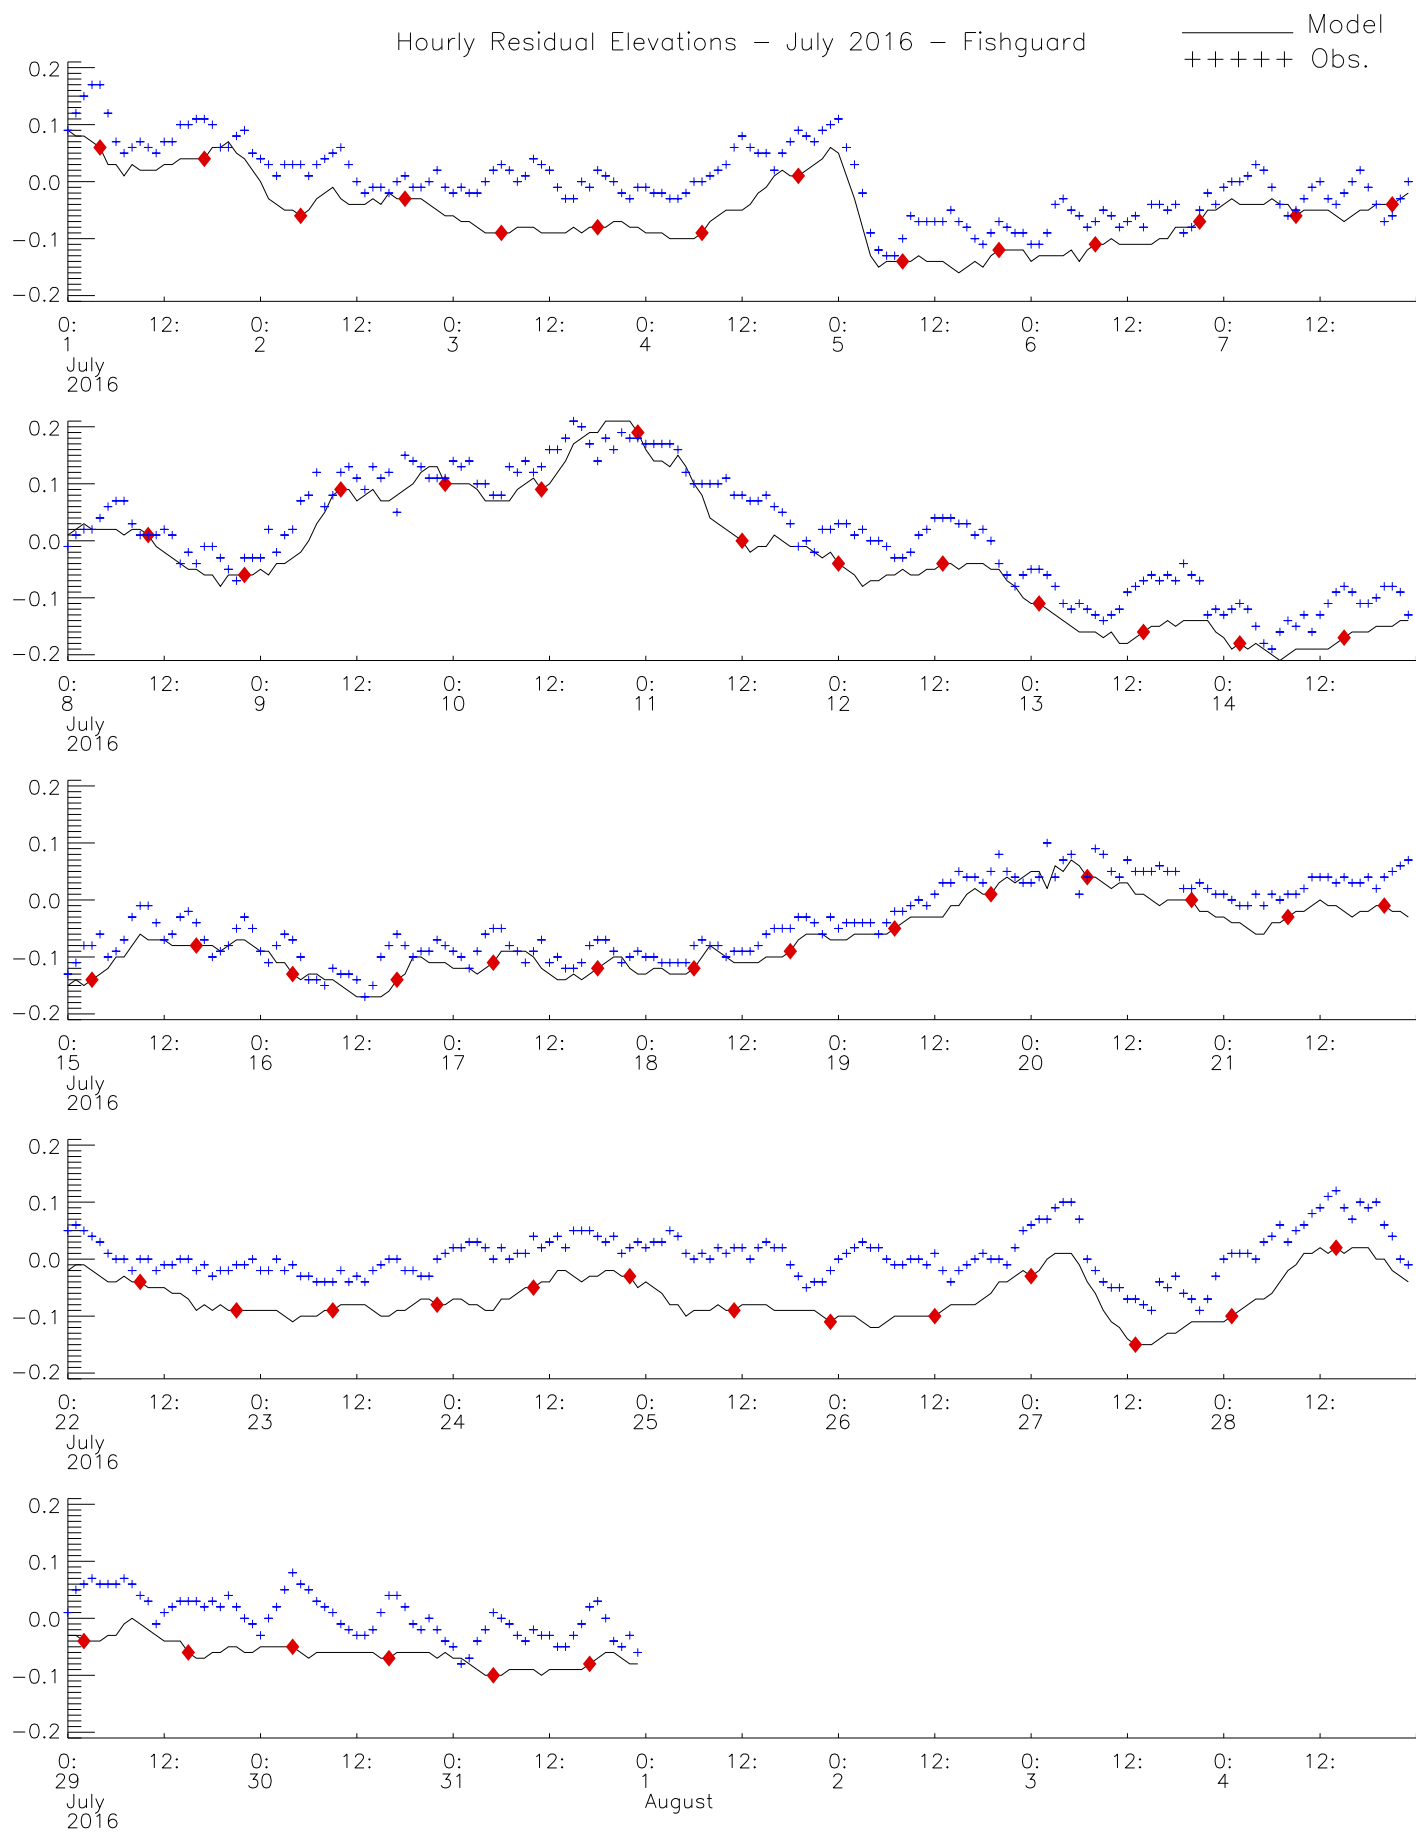 Hourly Residual Elevations – July 2016 – Fishguard
Model
+++++ Obs.
0.2
0.1
0.0
−0.1
−0.2
0: 12: 0: 12: 0: 12: 0: 12: 0: 12: 0: 12: 0: 12:
1 2 3 4 5 6 7
July
2016
0.2
0.1
0.0
−0.1
−0.2
0: 12: 0: 12: 0: 12: 0: 12: 0: 12: 0: 12: 0: 12:
8 9 10 11 12 13 14
July
2016
0.2
0.1
0.0
−0.1
−0.2
0: 12: 0: 12: 0: 12: 0: 12: 0: 12: 0: 12: 0: 12:
15 16 17 18 19 20 21
July
2016
0.2
0.1
0.0
−0.1
−0.2
0: 12: 0: 12: 0: 12: 0: 12: 0: 12: 0: 12: 0: 12:
22 23 24 25 26 27 28
July
2016
0.2
0.1
0.0
−0.1
−0.2
0: 12: 0: 12: 0: 12: 0: 12: 0: 12: 0: 12: 0: 12:
29 30 31 1 2 3 4
July August
2016